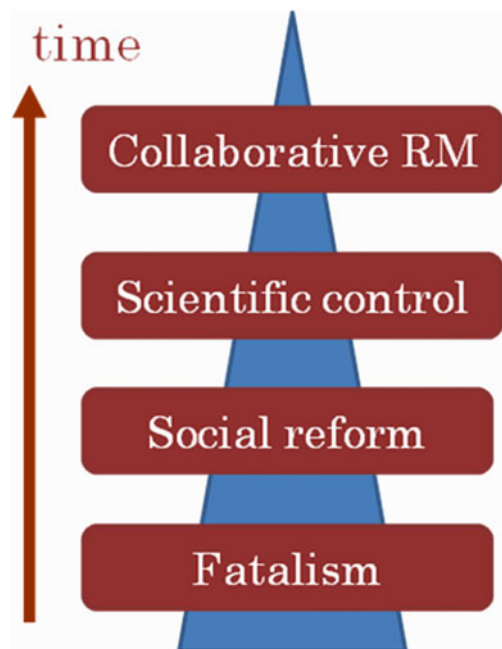 time
Collaborative RM
Scientific control
Social reform
Fatalism